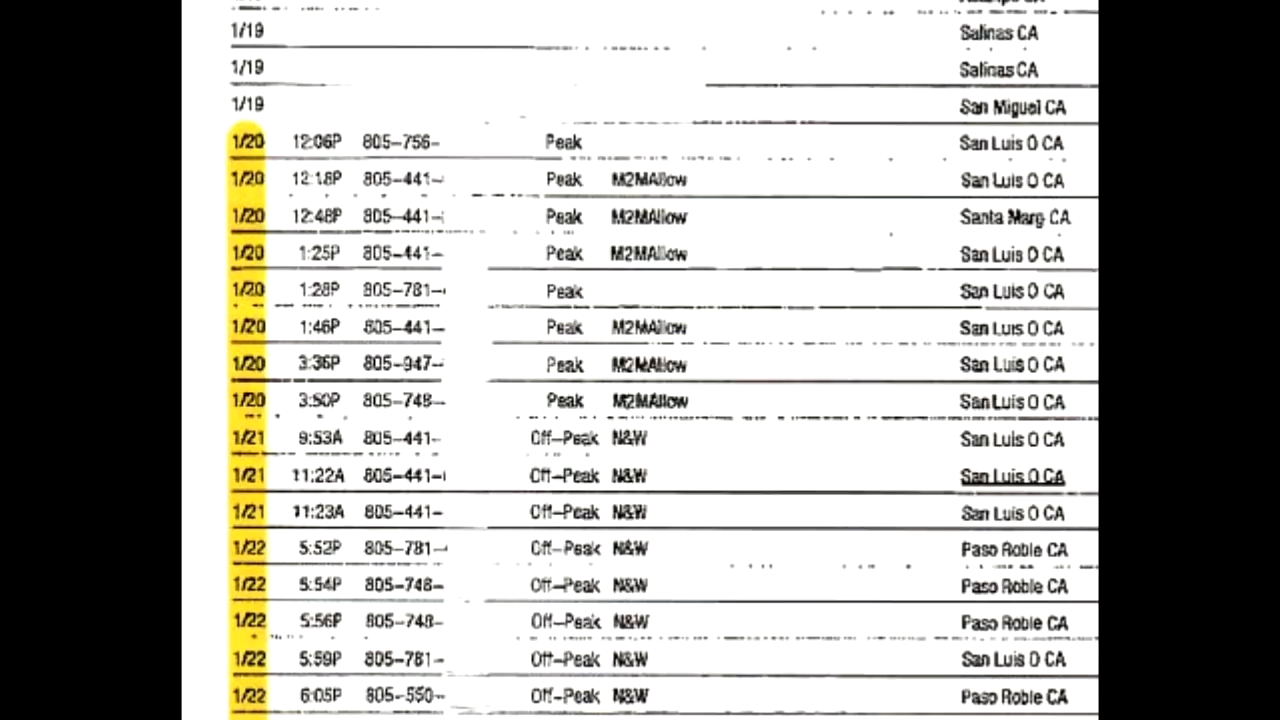 1/19 Salinas CA
1/19 Salinas CA
1/19 San Miguel CA
1/20 12:06P 805-756- Peak San Luis O CA
1/20 12:18P 805-441- Peak M2MAllow San Luis O CA
1/20 12:48P 805-441- Peak M2MAllow Santa Marg CA
1/20 1:25P 805-441- Peak M2MAllow San Luis O CA
1/20 1:28P 805-781- Peak San Luis O CA
1/20 1:46P 805-441- Peak M2MAllow San Luis O CA
1/20 3:36P 805-947- Peak M2MAllow San Luis O CA
1/20 3:50P 805-748- Peak M2MAllow San Luis O CA
1/21 9:53A 805-441- Off-Peak N&W San Luis O CA
1/21 11:22A 805-441- Off-Peak N&W San Luis O CA
1/21 11:23A 805-441- Off-Peak N&W San Luis O CA
1/22 5:52P 805-781- Off-Peak N&W Paso Roble CA
1/22 5:54P 805-748- Off-Peak N&W Paso Roble CA
1/22 5:56P 805-748- Off-Peak N&W Paso Roble CA
1/22 5:59P 805-781- Off-Peak N&W San Luis O CA
1/22 6:05P 805-550- Off-Peak N&W Paso Roble CA